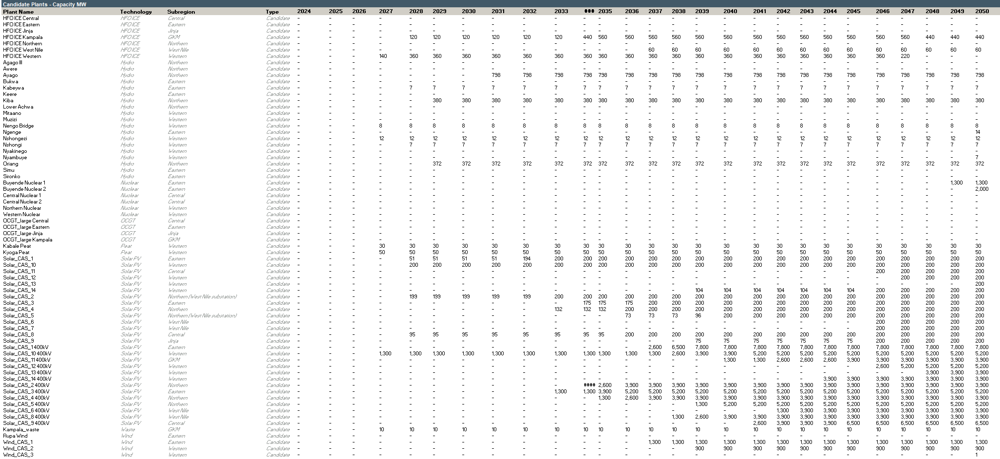 Candidate Plants - Capacity MW
Plant Name Technology Subregion Type 2024 2025 2026 2027 2028 2029 2030 2031 2032 2033 ### 2035 2036 2037 2038 2039 2040 2041 2042 2043 2044 2045 2046 2047 2048 2049 2050
HFO ICE Central HFO ICE Central Candidate - - - - - - - - - - - - - - - - - - - - - - - - - - -
HFO ICE Eastern HFO ICE Eastern Candidate - - - - - - - - - - - - - - - - - - - - - - - - - - -
HFO ICE Jinja HFO ICE Jinja Candidate - - - - - - - - - - - - - - - - - - - - - - - - - - -
HFO ICE Kampala HFO ICE GKM Candidate - - - - 120 120 120 120 120 120 440 560 560 560 560 560 560 560 560 560 560 560 560 560 440 440 440
HFO ICE Northern HFO ICE Northern Candidate - - - - - - - - - - - - - - - - - - - - - - - - - - -
HFO ICE West Nile HFO ICE West Nile Candidate - - - - - - - - - - - - - 60 60 60 60 60 60 60 60 60 60 60 60 60 60
HFO ICE Western HFO ICE Western Candidate - - - 140 360 360 360 360 360 360 360 360 360 360 360 360 360 360 360 360 360 360 360 220 - - -
Agago III Hydro Northern Candidate - - - - - - - - - - - - - - - - - - - - - - - - - - -
Awere Hydro Northern Candidate - - - - - - - - - - - - - - - - - - - - - - - - - - -
Ayago Hydro Northern Candidate - - - - - - - 798 798 798 798 798 798 798 798 798 798 798 798 798 798 798 798 798 798 798 798
Bukwa Hydro Eastern Candidate - - - - - - - - - - - - - - - - - - - - - - - - - - -
Kabeywa Hydro Eastern Candidate - - - - 7 7 7 7 7 7 7 7 7 7 7 7 7 7 7 7 7 7 7 7 7 7 7
Keere Hydro Eastern Candidate - - - - - - - - - - - - - - - - - - - - - - - - - - -
Kiba Hydro Northern Candidate - - - - - 380 380 380 380 380 380 380 380 380 380 380 380 380 380 380 380 380 380 380 380 380 380
Lower Achwa Hydro Northern Candidate - - - - - - - - - - - - - - - - - - - - - - - - - - -
Mitaano Hydro Western Candidate - - - - - - - - - - - - - - - - - - - - - - - - - - -
Muzizi Hydro Western Candidate - - - - - - - - - - - - - - - - - - - - - - - - - - -
Nengo Bridge Hydro Western Candidate - - - 8 8 8 8 8 8 8 8 8 8 8 8 8 8 8 8 8 8 8 8 8 8 8 8
Ngenge Hydro Eastern Candidate - - - - - - - - - - - - - - - - - - - - - - - - - - 14
Nshongezi Hydro Western Candidate - - - 12 12 12 12 12 12 12 12 12 12 12 12 12 12 12 12 12 12 12 12 12 12 12 12
Nshongi Hydro Western Candidate - - - - 7 7 7 7 7 7 7 7 7 7 7 7 7 7 7 7 7 7 7 7 7 7 7
Nyakinego Hydro Western Candidate - - - - - - - - - - - - - - - - - - - - - - - - - - -
Nyambuye Hydro Western Candidate - - - - - - - - - - - - - - - - - - - - - - - - - - 7
Oriang Hydro Northern Candidate - - - - - 372 372 372 372 372 372 372 372 372 372 372 372 372 372 372 372 372 372 372 372 372 372
Simu Hydro Eastern Candidate - - - - - - - - - - - - - - - - - - - - - - - - - - -
Sironko Hydro Eastern Candidate - - - - - - - - - - - - - - - - - - - - - - - - - - -
Buyende Nuclear 1 Nuclear Eastern Candidate - - - - - - - - - - - - - - - - - - - - - - - - - 1,300 1,300
Buyende Nuclear 2 Nuclear Eastern Candidate - - - - - - - - - - - - - - - - - - - - - - - - - - 2,000
Central Nuclear 1 Nuclear Central Candidate - - - - - - - - - - - - - - - - - - - - - - - - - - -
Central Nuclear 2 Nuclear Central Candidate - - - - - - - - - - - - - - - - - - - - - - - - - - -
Northern Nuclear Nuclear Western Candidate - - - - - - - - - - - - - - - - - - - - - - - - - - -
Western Nuclear Nuclear Western Candidate - - - - - - - - - - - - - - - - - - - - - - - - - - -
OCGT_large Central OCGT Central Candidate - - - - - - - - - - - - - - - - - - - - - - - - - - -
OCGT_large Eastern OCGT Eastern Candidate - - - - - - - - - - - - - - - - - - - - - - - - - - -
OCGT_large Jinja OCGT Jinja Candidate - - - - - - - - - - - - - - - - - - - - - - - - - - -
OCGT_large Kampala OCGT GKM Candidate - - - - - - - - - - - - - - - - - - - - - - - - - - -
Kabale Peat Peat Western Candidate - - - 30 30 30 30 30 30 30 30 30 30 30 30 30 30 30 30 30 30 30 30 30 30 30 30
Kyoga Peat Peat Western Candidate - - - 50 50 50 50 50 50 50 50 50 50 50 50 50 50 50 50 50 50 50 50 50 50 50 50
Solar_CAS_1 Solar PV Eastern Candidate - - - - 51 51 51 51 194 200 200 200 200 200 200 200 200 200 200 200 200 200 200 200 200 200 200
Solar_CAS_10 Solar PV Western Candidate - - - - 200 200 200 200 200 200 200 200 200 200 200 200 200 200 200 200 200 200 200 200 200 200 200
Solar_CAS_11 Solar PV Central Candidate - - - - - - - - - - - - - - - - - - - - - - 200 200 200 200 200
Solar_CAS_12 Solar PV Western Candidate - - - - - - - - - - - - - - - - - - - - - - - 200 200 200 200
Solar_CAS_13 Solar PV Western Candidate - - - - - - - - - - - - - - - - - - - - - - - - - - 200
Solar_CAS_14 Solar PV Western Candidate - - - - - - - - - - - - - - - 104 104 104 104 104 104 104 200 200 200 200 200
Solar_CAS_2 Solar PV Northern (West Nile substation) Candidate - - - - 199 199 199 199 199 200 200 200 200 200 200 200 200 200 200 200 200 200 200 200 200 200 200
Solar_CAS_3 Solar PV Eastern Candidate - - - - - - - - - - 175 175 175 200 200 200 200 200 200 200 200 200 200 200 200 200 200
Solar_CAS_4 Solar PV Northern Candidate - - - - - - - - - 132 132 132 200 200 200 200 200 200 200 200 200 200 200 200 200 200 200
Solar_CAS_5 Solar PV Northern (West Nile substation) Candidate - - - - - - - - - - - - 73 73 73 96 200 200 200 200 200 200 200 200 200 200 200
Solar_CAS_6 Solar PV West Nile Candidate - - - - - - - - - - - - - - - - - - - - - - 200 200 200 200 200
Solar_CAS_7 Solar PV West Nile Candidate - - - - - - - - - - - - - - - - - - - - - - 200 200 200 200 200
Solar_CAS_8 Solar PV Central Candidate - - - - 95 95 95 95 95 95 95 95 200 200 200 200 200 200 200 200 200 200 200 200 200 200 200
Solar_CAS_9 Solar PV Jinja Candidate - - - - - - - - - - - - - - - 75 75 75 75 75 75 75 200 200 200 200 200
Solar_CAS_1 400kV Solar PV Eastern Candidate - - - - - - - - - - - - - 2,600 6,500 7,800 7,800 7,800 7,800 7,800 7,800 7,800 7,800 7,800 7,800 7,800 7,800
Solar_CAS_10 400kV Solar PV Western Candidate - - - 1,300 1,300 1,300 1,300 1,300 1,300 1,300 1,300 1,300 1,300 1,300 2,600 3,900 3,900 5,200 5,200 5,200 5,200 5,200 5,200 5,200 5,200 5,200 5,200
Solar_CAS_11 400kV Solar PV GKM Candidate - - - - - - - - - - - - - - - - 1,300 1,300 2,600 2,600 2,600 3,900 3,900 3,900 3,900 3,900 3,900
Solar_CAS_12 400kV Solar PV Western Candidate - - - - - - - - - - - - - - - - - - - - - - 2,600 5,200 5,200 5,200 5,200
Solar_CAS_13 400kV Solar PV Western Candidate - - - - - - - - - - - - - - - - - - - - - - - - 3,900 3,900 3,900
Solar_CAS_14 400kV Solar PV Western Candidate - - - - - - - - - - - - - - - - - - - - 3,900 3,900 3,900 3,900 3,900 3,900 3,900
Solar_CAS_2 400kV Solar PV Northern Candidate - - - - - - - - - - #### 2,600 3,900 3,900 3,900 3,900 3,900 3,900 3,900 3,900 3,900 3,900 3,900 3,900 3,900 3,900 3,900
Solar_CAS_3 400kV Solar PV Eastern Candidate - - - - - - - - - 1,300 1,300 3,900 5,200 5,200 5,200 5,200 5,200 5,200 5,200 5,200 5,200 5,200 5,200 5,200 5,200 5,200 5,200
Solar_CAS_4 400kV Solar PV Northern Candidate - - - - - - - - - - - 1,300 2,600 3,900 3,900 3,900 3,900 3,900 3,900 3,900 3,900 3,900 3,900 3,900 3,900 3,900 3,900
Solar_CAS_5 400kV Solar PV Northern Candidate - - - - - - - - - - - - - - - 1,300 5,200 5,200 5,200 5,200 5,200 5,200 5,200 5,200 5,200 5,200 5,200
Solar_CAS_6 400kV Solar PV West Nile Candidate - - - - - - - - - - - - - - - - - - 1,300 3,900 3,900 3,900 3,900 3,900 3,900 3,900 3,900
Solar_CAS_8 400kV Solar PV West Nile Candidate - - - - - - - - - - - - - - 1,300 2,600 3,900 3,900 3,900 3,900 3,900 3,900 3,900 3,900 3,900 3,900 3,900
Solar_CAS_9 400kV Solar PV Central Candidate - - - - - - - - - - - - - - - - - 2,600 3,900 3,900 3,900 6,500 6,500 6,500 6,500 6,500 6,500
Kampala_waste Waste GKM Candidate - - - 10 10 10 10 10 10 10 10 10 10 10 10 10 10 10 10 10 10 10 10 10 10 10 10
Rupa Wind Wind Eastern Candidate - - - - - - - - - - - - - - - - - - - - - - - - - - -
Wind_CAS_1 Wind Eastern Candidate - - - - - - - - - - - - - 1,300 1,300 1,300 1,300 1,300 1,300 1,300 1,300 1,300 1,300 1,300 1,300 1,300 1,300
Wind_CAS_2 Wind Western Candidate - - - - - - - - - - - - - - - 900 900 900 900 900 900 900 900 900 900 900 900
Wind_CAS_3 Wind Western Candidate - - - - - - - - - - - - - - - - - - - - - - - - - - 1